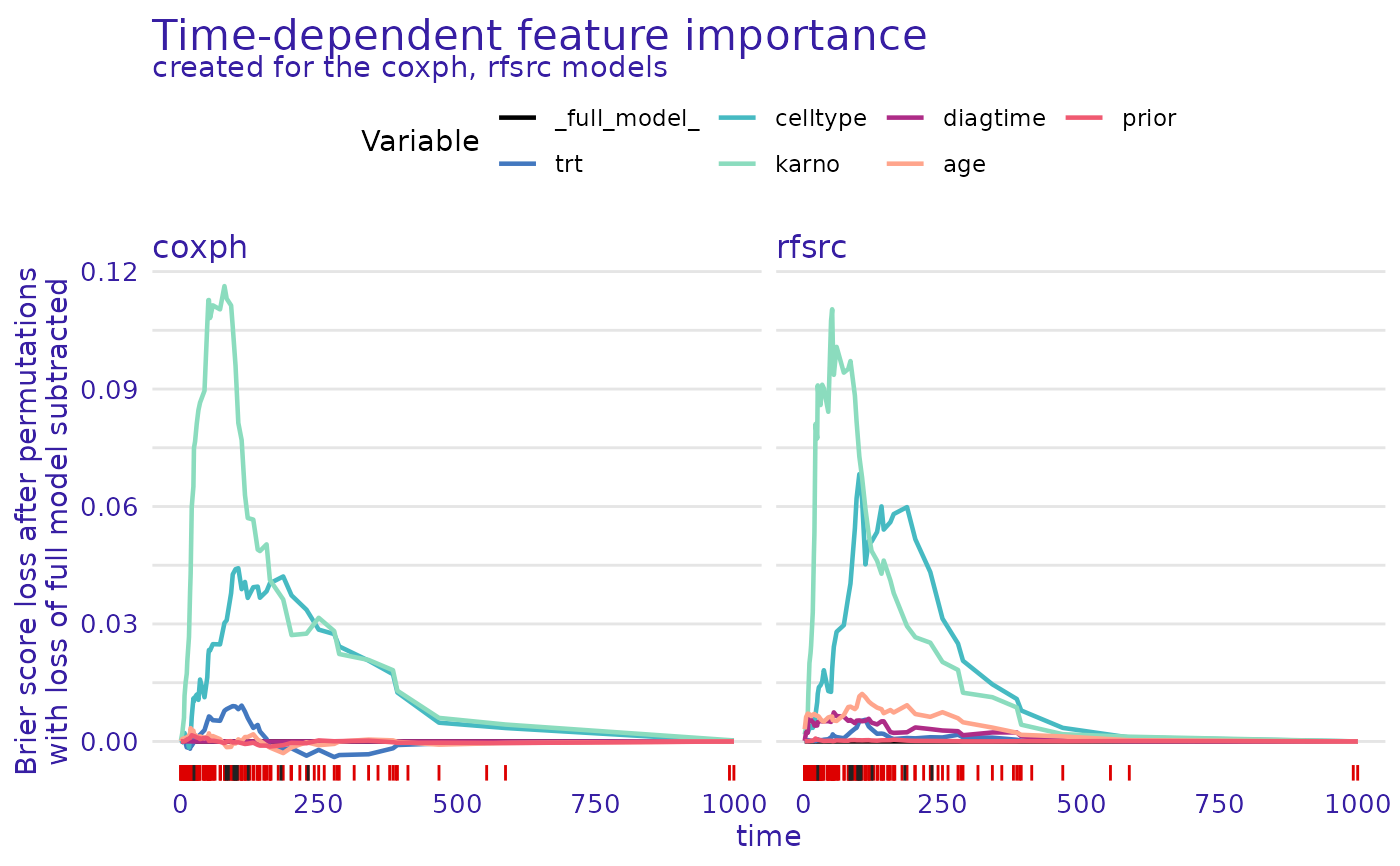 Time-dependent feature importance
created for the coxph, rfsrc models
Variable
_full_model_ celltype diagtime prior
trt karno age
coxph rfsrc
Brier score loss after permutations
with loss of full model subtracted
0.12
0.09
0.06
0.03
0.00
0 250 500 750 1000 0 250 500 750 1000
time